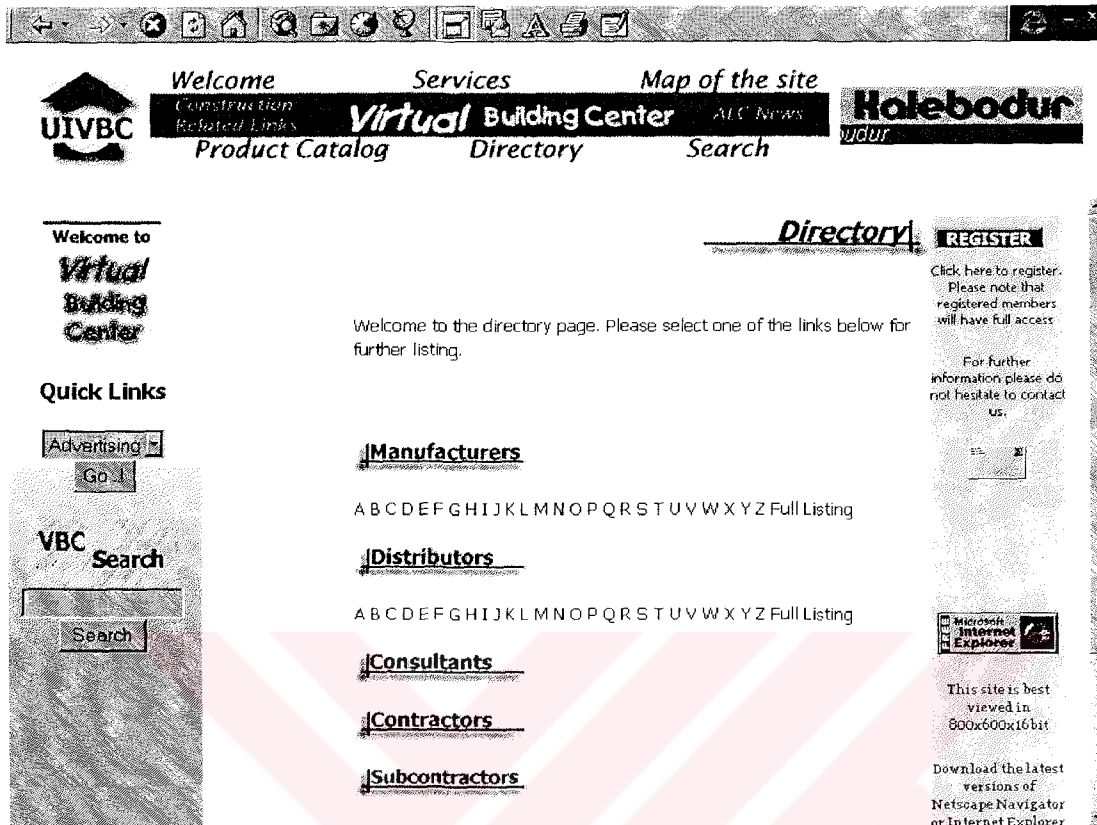 Welcome Services Map of the site
Construction
Related Links
Virtual Building Center
ALC News
UIVBC
Product Catalog Directory Search
Halebodur
udur
Welcome to
Virtual
Building
Center
Quick Links
Advertising
Go !
VBC
Search
Search
Directory
Welcome to the directory page. Please select one of the links below for
further listing.
Manufacturers
A B C D E F G H I J K L M N O P Q R S T U V W X Y Z Full Listing
Distributors
A B C D E F G H I J K L M N O P Q R S T U V W X Y Z Full Listing
Consultants
Contractors
Subcontractors
REGISTER
Click here to register.
Please note that
registered members
will have full access
For further
information please do
not hesitate to contact
us.
Microsoft
Internet
Explorer
This site is best
viewed in
800x600x16bit
Download the latest
versions of
Netscape Navigator
or Internet Explorer